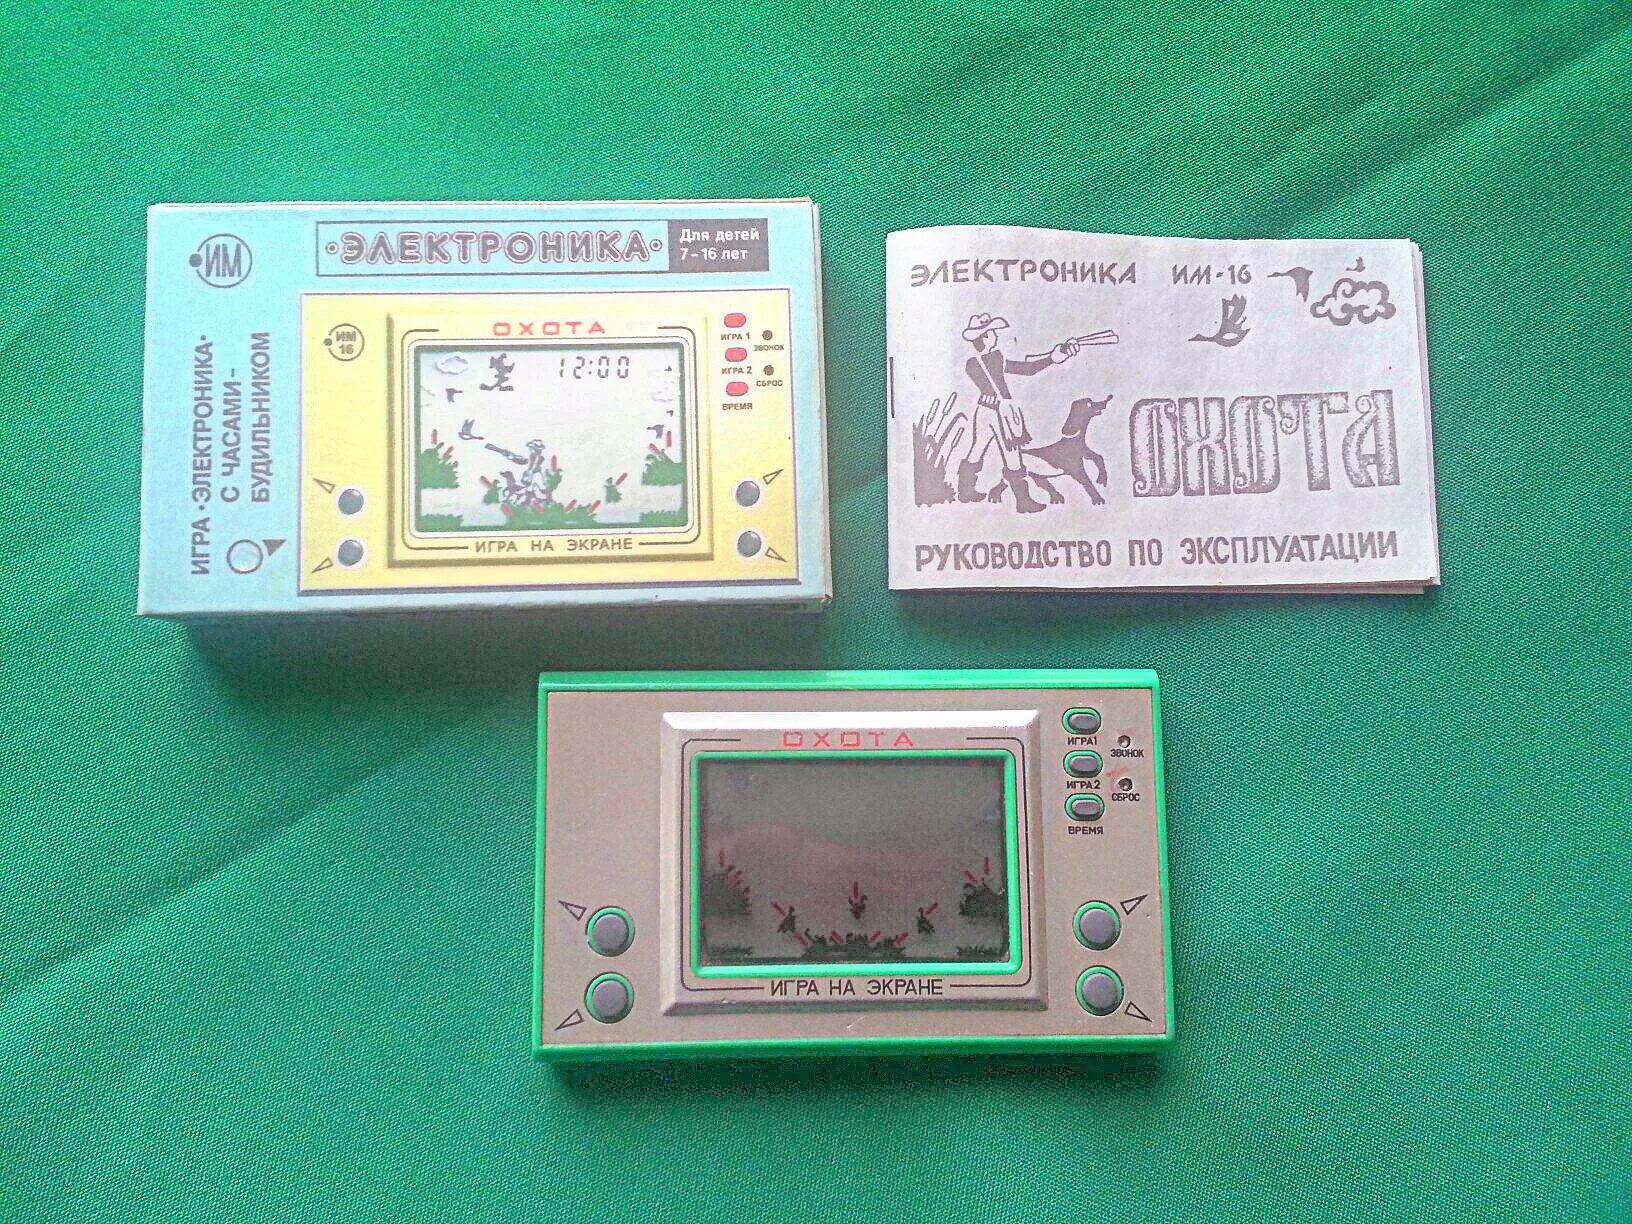 ИМ
ИГРА •ЭЛЕКТРОНИКА•
С ЧАСАМИ –
БУДИЛЬНИКОМ
•ЭЛЕКТРОНИКА•
Для детей
7–16 лет
ИМ
16
ОХОТА
12:00
ИГРА 1
ЗВОНОК
ИГРА 2
СБРОС
ВРЕМЯ
ИГРА НА ЭКРАНЕ
ЭЛЕКТРОНИКА ИМ-16
ОХОТА
РУКОВОДСТВО ПО ЭКСПЛУАТАЦИИ
ОХОТА
ИГРА1
ЗВОНОК
ИГРА2
СБРОС
ВРЕМЯ
ИГРА НА ЭКРАНЕ